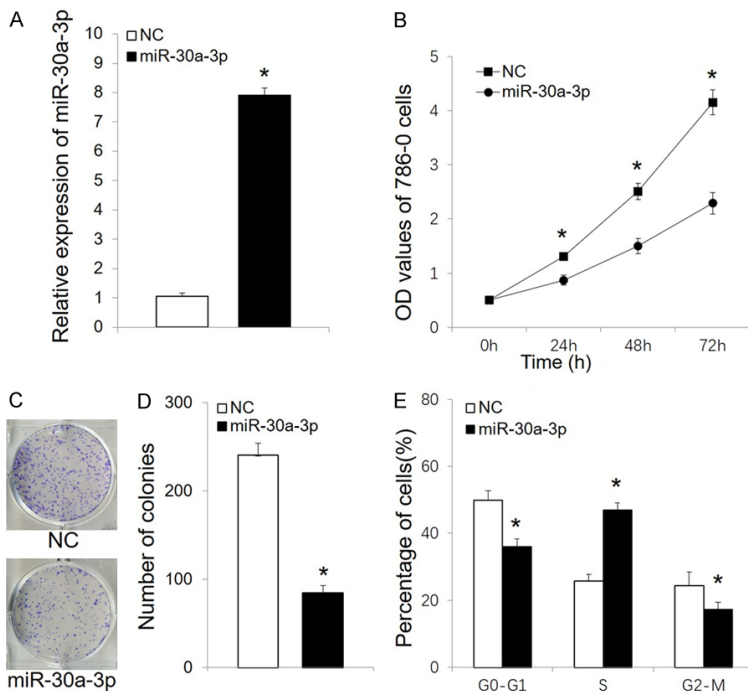 A
NC
miR-30a-3p
Relative expression of miR-30a-3p
10
9
8
7
6
5
4
3
2
1
0
*
B
NC
miR-30a-3p
OD values of 786-0 cells
5
4
3
2
1
0
*
*
*
0h 24h 48h 72h
Time (h)
C
NC
miR-30a-3p
D
NC
miR-30a-3p
Number of colonies
300
200
100
0
*
E
NC
miR-30a-3p
Percentage of cells(%)
80
60
40
20
0
*
*
*
G0-G1 S G2-M